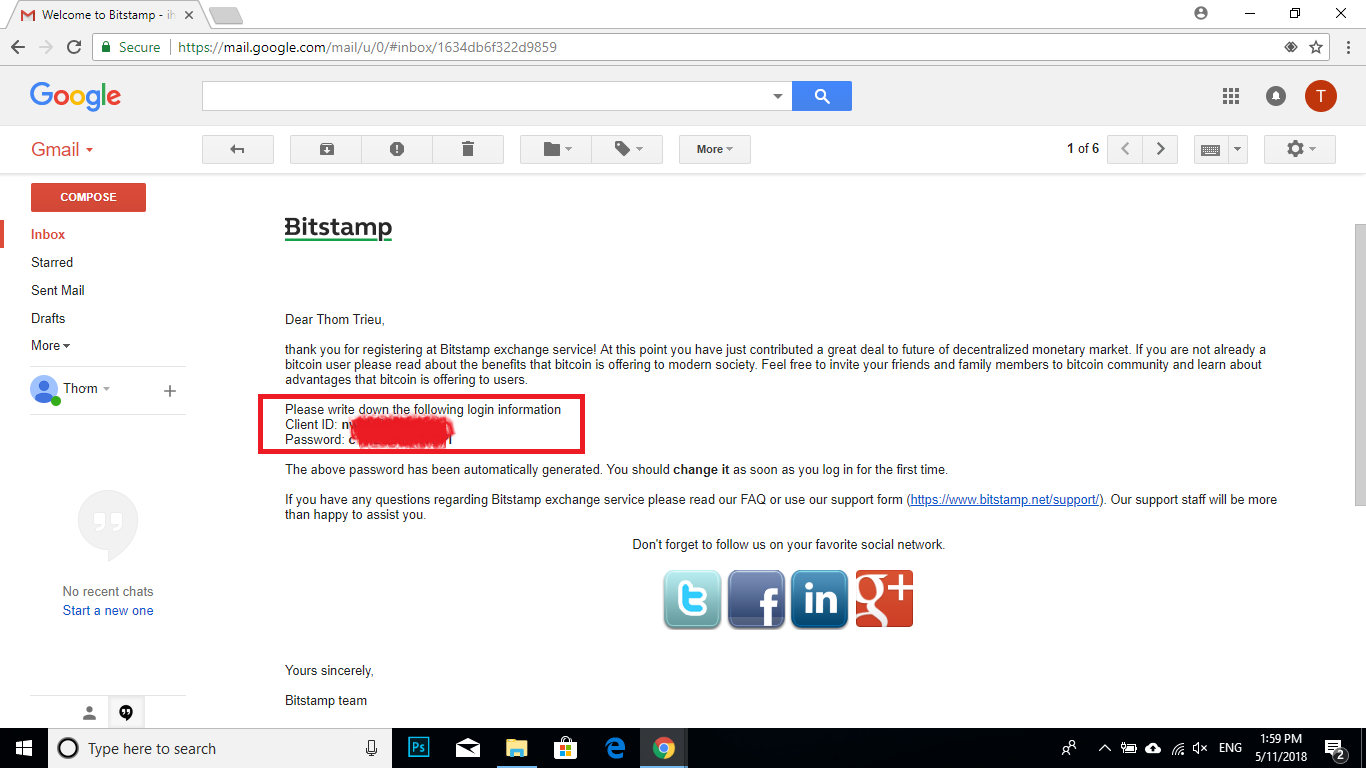 Welcome to Bitstamp - ih
Secure
https://mail.google.com/mail/u/0/#inbox/1634db6f322d9859
Google
T
Gmail
More
1 of 6
COMPOSE
Inbox
Starred
Sent Mail
Drafts
More
Thơm
No recent chats
Start a new one
Bitstamp
Dear Thom Trieu,
thank you for registering at Bitstamp exchange service! At this point you have just contributed a great deal to future of decentralized monetary market. If you are not already a
bitcoin user please read about the benefits that bitcoin is offering to modern society. Feel free to invite your friends and family members to bitcoin community and learn about
advantages that bitcoin is offering to users.
Please write down the following login information
Client ID:
Password:
The above password has been automatically generated. You should change it as soon as you log in for the first time.
If you have any questions regarding Bitstamp exchange service please read our FAQ or use our support form (https://www.bitstamp.net/support/). Our support staff will be more
than happy to assist you.
Don't forget to follow us on your favorite social network.
t
f
in
g+
Yours sincerely,
Bitstamp team
Type here to search
Ps
ENG
1:59 PM
5/11/2018
2